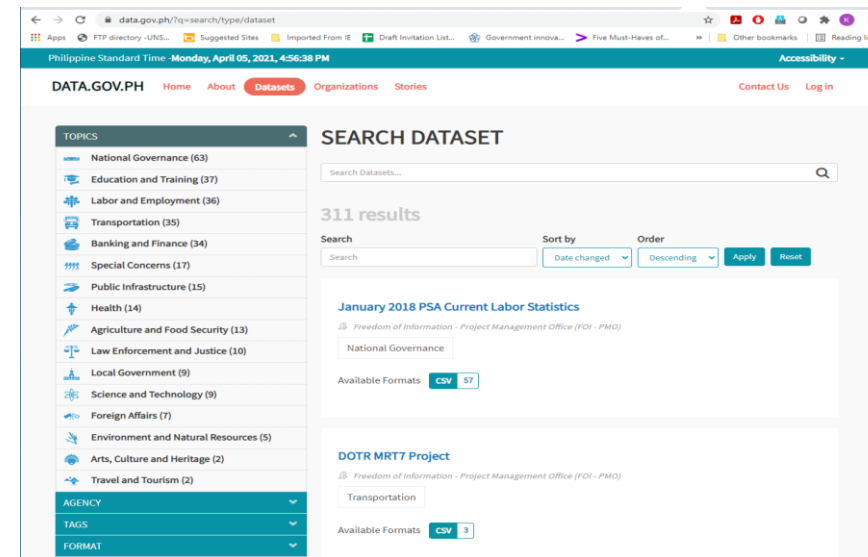 data.gov.ph/?q=search/type/dataset
Apps FTP directory -UNS... Suggested Sites Imported From IE Draft Invitation List... Government innova... Five Must-Haves of... » Other bookmarks Reading li
Philippine Standard Time -Monday, April 05, 2021, 4:56:38 PM Accessibility
DATA.GOV.PH Home About Datasets Organizations Stories Contact Us Log in
TOPICS
National Governance (63)
Education and Training (37)
Labor and Employment (36)
Transportation (35)
Banking and Finance (34)
Special Concerns (17)
Public Infrastructure (15)
Health (14)
Agriculture and Food Security (13)
Law Enforcement and Justice (10)
Local Government (9)
Science and Technology (9)
Foreign Affairs (7)
Environment and Natural Resources (5)
Arts, Culture and Heritage (2)
Travel and Tourism (2)
AGENCY
TAGS
FORMAT
SEARCH DATASET
Search Datasets...
311 results
Search Sort by Order
Search Date changed Descending Apply Reset
January 2018 PSA Current Labor Statistics
Freedom of Information - Project Management Office (FOI - PMO)
National Governance
Available Formats CSV 57
DOTR MRT7 Project
Freedom of Information - Project Management Office (FOI - PMO)
Transportation
Available Formats CSV 3